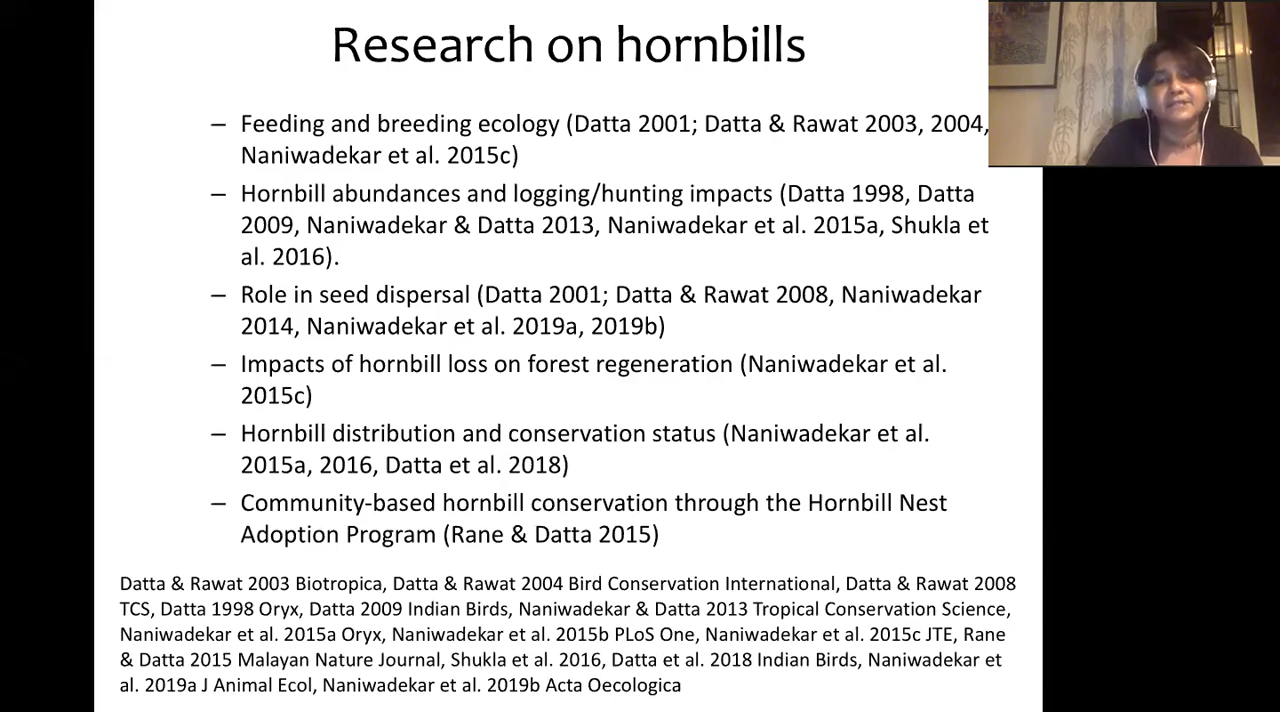 Research on hornbills
– Feeding and breeding ecology (Datta 2001; Datta & Rawat 2003, 2004,
Naniwadekar et al. 2015c)
– Hornbill abundances and logging/hunting impacts (Datta 1998, Datta
2009, Naniwadekar & Datta 2013, Naniwadekar et al. 2015a, Shukla et
al. 2016).
– Role in seed dispersal (Datta 2001; Datta & Rawat 2008, Naniwadekar
2014, Naniwadekar et al. 2019a, 2019b)
– Impacts of hornbill loss on forest regeneration (Naniwadekar et al.
2015c)
– Hornbill distribution and conservation status (Naniwadekar et al.
2015a, 2016, Datta et al. 2018)
– Community-based hornbill conservation through the Hornbill Nest
Adoption Program (Rane & Datta 2015)
Datta & Rawat 2003 Biotropica, Datta & Rawat 2004 Bird Conservation International, Datta & Rawat 2008
TCS, Datta 1998 Oryx, Datta 2009 Indian Birds, Naniwadekar & Datta 2013 Tropical Conservation Science,
Naniwadekar et al. 2015a Oryx, Naniwadekar et al. 2015b PLoS One, Naniwadekar et al. 2015c JTE, Rane
& Datta 2015 Malayan Nature Journal, Shukla et al. 2016, Datta et al. 2018 Indian Birds, Naniwadekar et
al. 2019a J Animal Ecol, Naniwadekar et al. 2019b Acta Oecologica